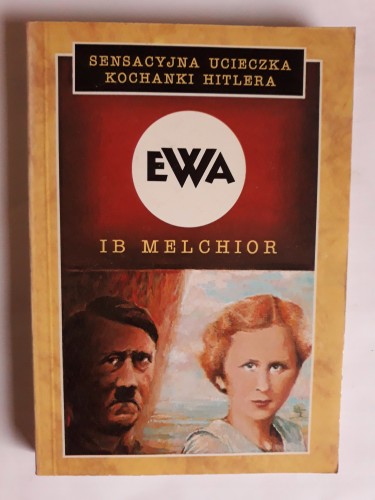 SENSACYJNA UCIECZKA
KOCHANKI HITLERA
EWA
IB MELCHIOR